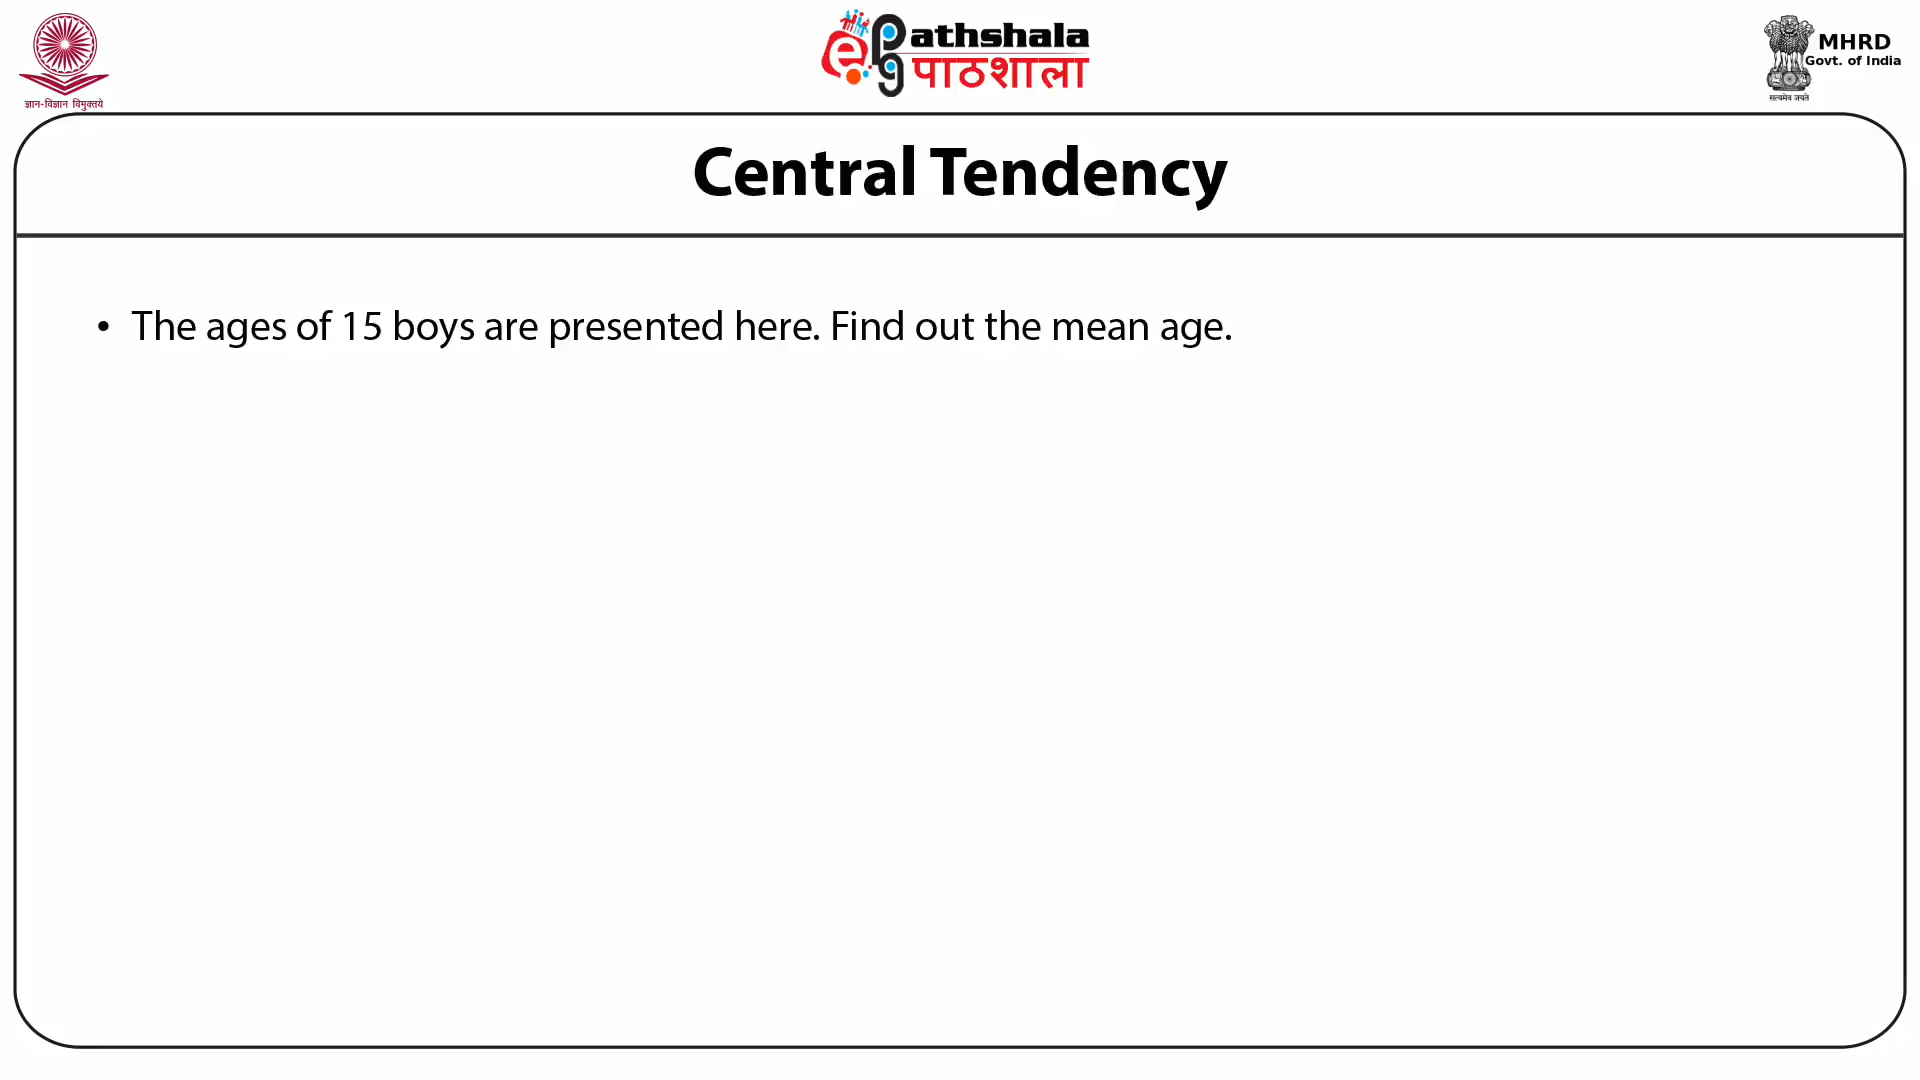 ज्ञान-विज्ञान विमुक्तये
e
pg
athshala
पाठशाला
MHRD
Govt. of India
सत्यमेव जयते
Central Tendency
• The ages of 15 boys are presented here. Find out the mean age.